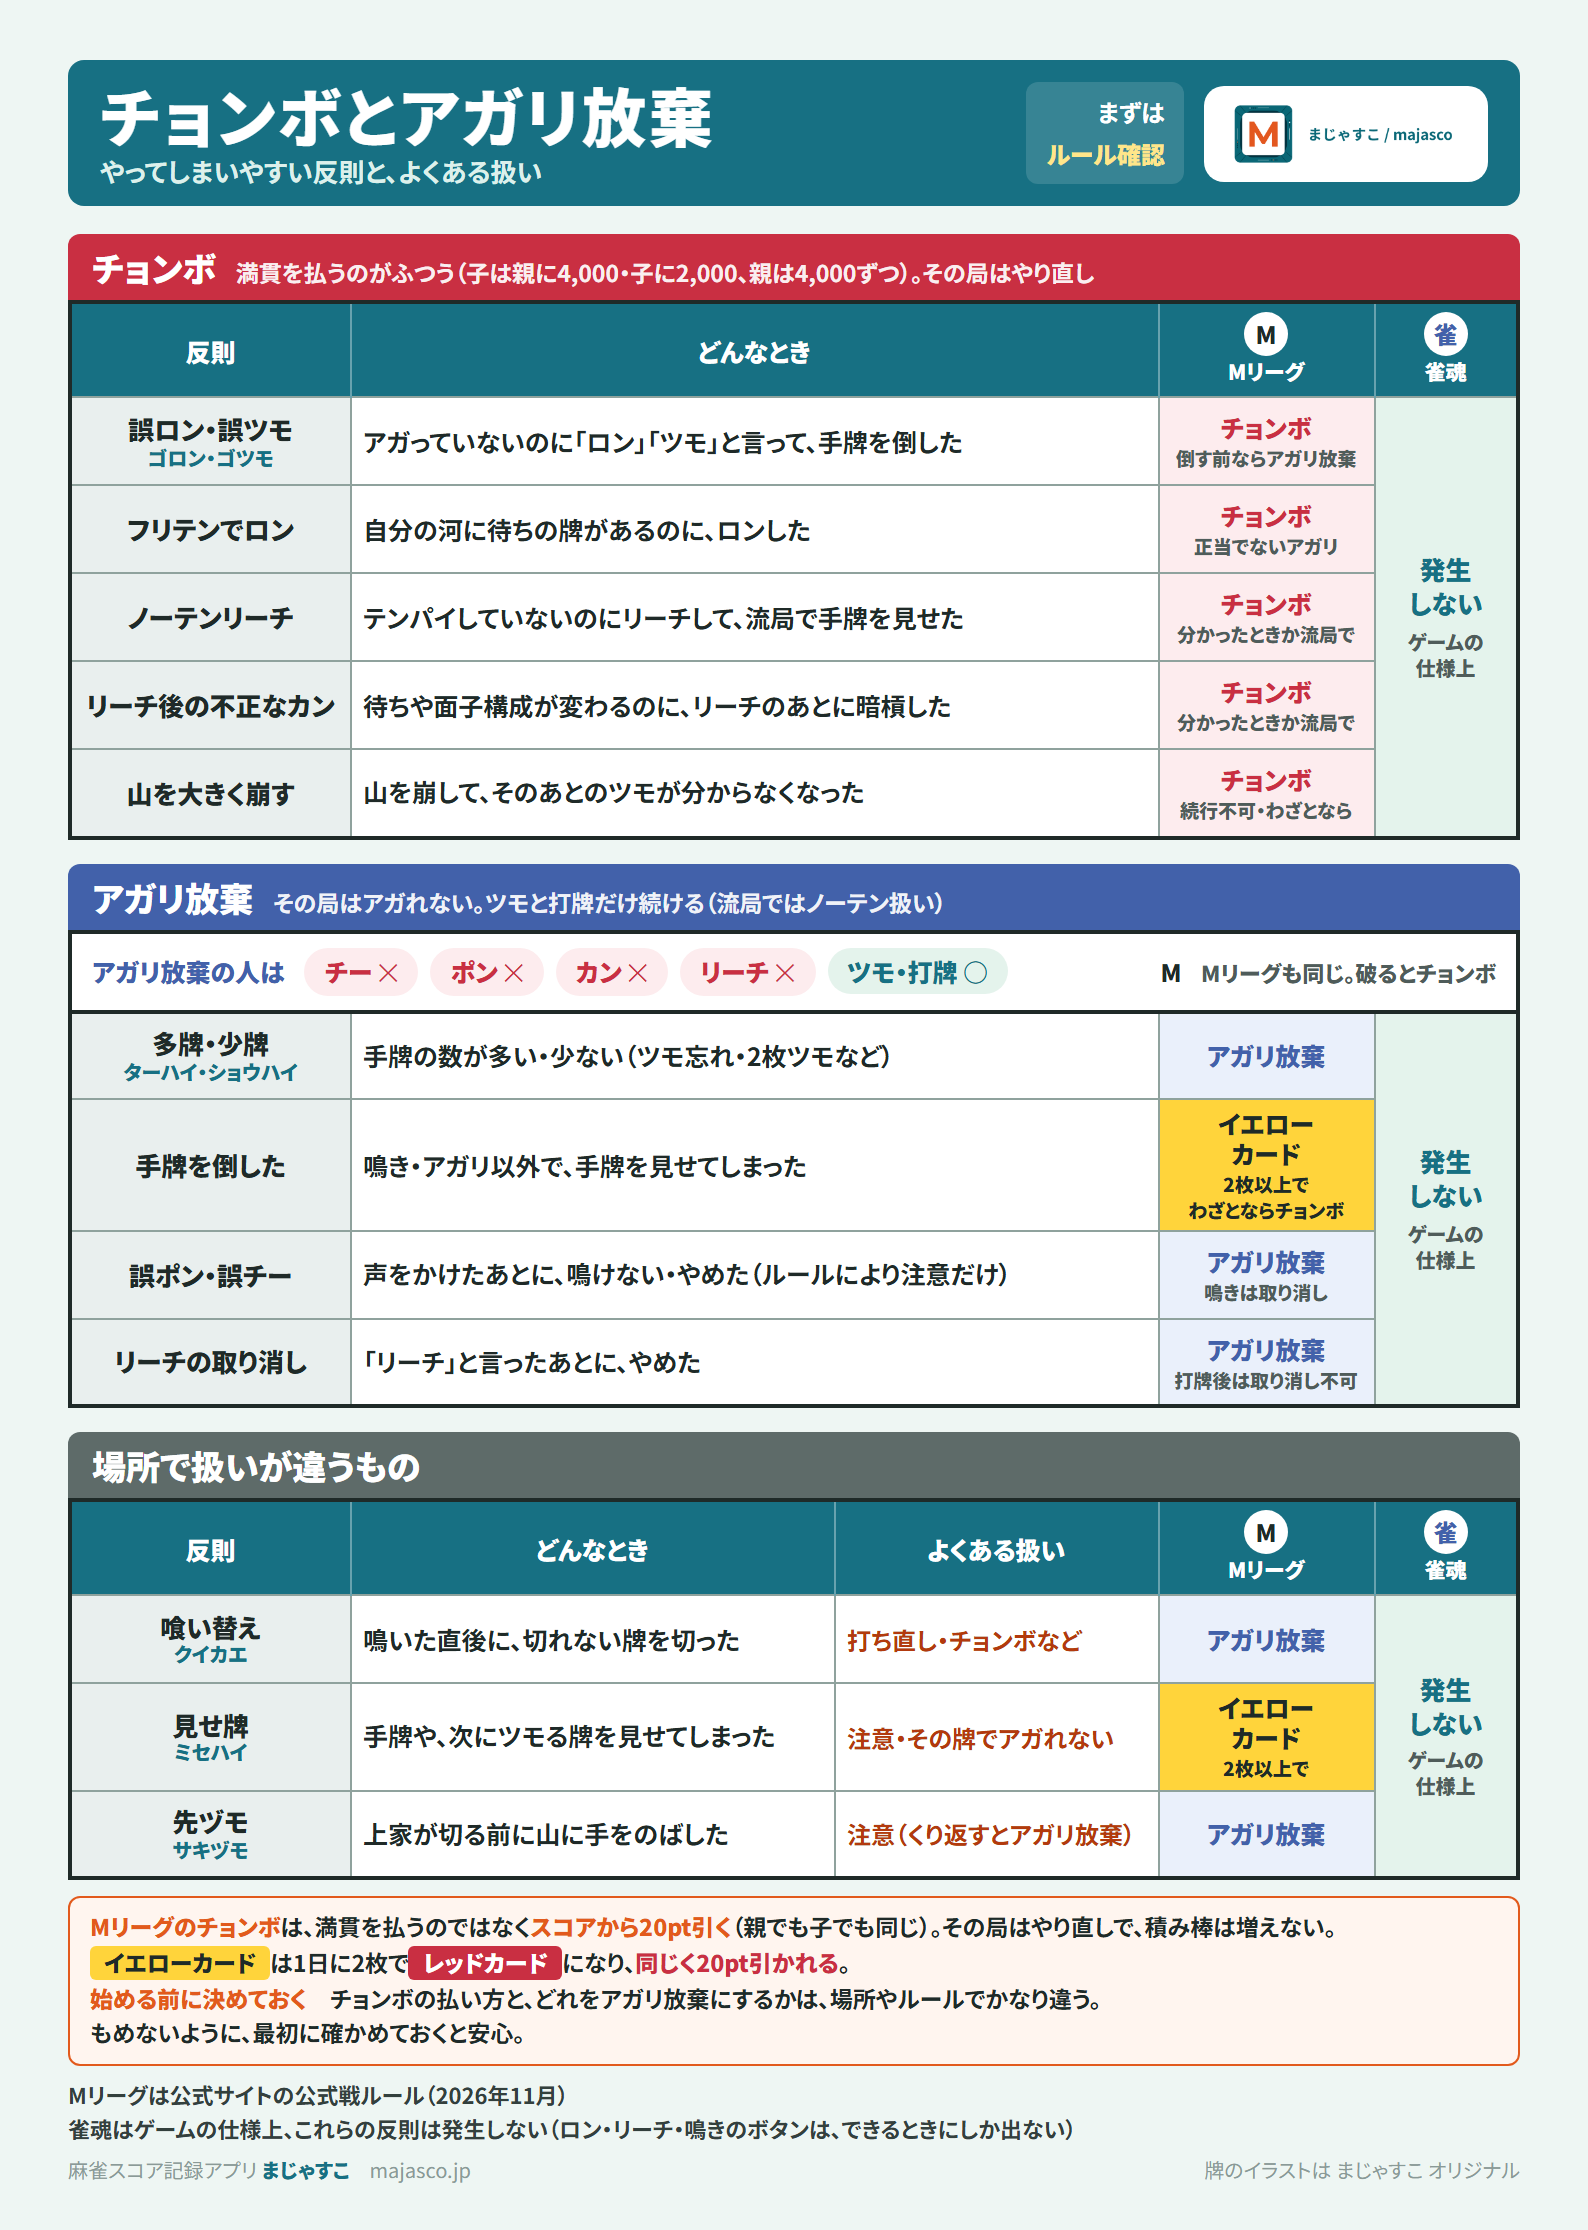 チョンボとアガリ放棄
やってしまいやすい反則と、よくある扱い
まずは
ルール確認
M
まじゃすこ / majasco
チョンボ 満貫を払うのがふつう（子は親に4,000・子に2,000、親は4,000ずつ）。その局はやり直し
反則
どんなとき
M
Mリーグ
雀
雀魂
誤ロン・誤ツモ
ゴロン・ゴツモ
アガっていないのに「ロン」「ツモ」と言って、手牌を倒した
チョンボ
倒す前ならアガリ放棄
フリテンでロン
自分の河に待ちの牌があるのに、ロンした
チョンボ
正当でないアガリ
ノーテンリーチ
テンパイしていないのにリーチして、流局で手牌を見せた
チョンボ
分かったときか流局で
リーチ後の不正なカン
待ちや面子構成が変わるのに、リーチのあとに暗槓した
チョンボ
分かったときか流局で
山を大きく崩す
山を崩して、そのあとのツモが分からなくなった
チョンボ
続行不可・わざとなら
発生
しない
ゲームの
仕様上
アガリ放棄 その局はアガれない。ツモと打牌だけ続ける（流局ではノーテン扱い）
アガリ放棄の人は チー× ポン× カン× リーチ× ツモ・打牌〇 M Mリーグも同じ。破るとチョンボ
多牌・少牌
ターハイ・ショウハイ
手牌の数が多い・少ない（ツモ忘れ・2枚ツモなど）
アガリ放棄
手牌を倒した
鳴き・アガリ以外で、手牌を見せてしまった
イエロー
カード
2枚以上で
わざとならチョンボ
誤ポン・誤チー
声をかけたあとに、鳴けない・やめた（ルールにより注意だけ）
アガリ放棄
鳴きは取り消し
リーチの取り消し
「リーチ」と言ったあとに、やめた
アガリ放棄
打牌後は取り消し不可
発生
しない
ゲームの
仕様上
場所で扱いが違うもの
反則
どんなとき
よくある扱い
M
Mリーグ
雀
雀魂
喰い替え
クイカエ
鳴いた直後に、切れない牌を切った
打ち直し・チョンボなど
アガリ放棄
見せ牌
ミセハイ
手牌や、次にツモる牌を見せてしまった
注意・その牌でアガれない
イエロー
カード
2枚以上で
先ヅモ
サキヅモ
上家が切る前に山に手をのばした
注意（くり返すとアガリ放棄）
アガリ放棄
発生
しない
ゲームの
仕様上
Mリーグのチョンボは、満貫を払うのではなくスコアから20pt引く（親でも子でも同じ）。その局はやり直しで、積み棒は増えない。
イエローカード は1日に2枚で レッドカード になり、同じく20pt引かれる。
始める前に決めておく チョンボの払い方と、どれをアガリ放棄にするかは、場所やルールでかなり違う。
もめないように、最初に確かめておくと安心。
Mリーグは公式サイトの公式戦ルール（2026年11月）
雀魂はゲームの仕様上、これらの反則は発生しない（ロン・リーチ・鳴きのボタンは、できるときにしか出ない）
麻雀スコア記録アプリ まじゃすこ majasco.jp
牌のイラストは まじゃすこ オリジナル